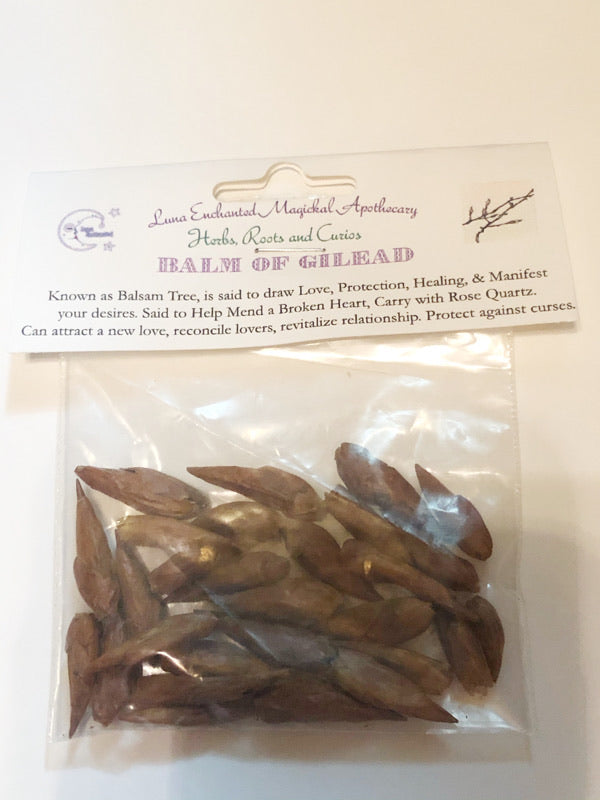 Luna Enchanted Magickal Apothecary
Herbs, Roots and Curios
BALM OF GILEAD
Known as Balsam Tree, is said to draw Love, Protection, Healing, & Manifest
your desires. Said to Help Mend a Broken Heart, Carry with Rose Quartz.
Can attract a new love, reconcile lovers, revitalize relationship. Protect against curses.